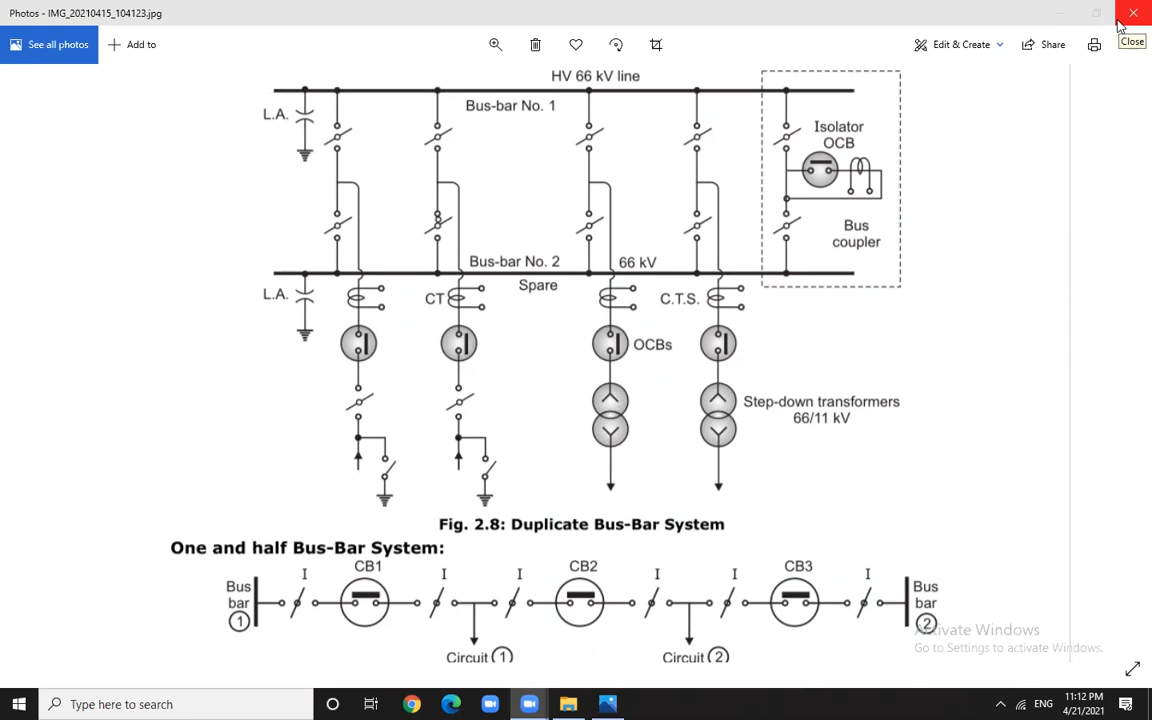 Photos - IMG_20210415_104123.jpg
See all photos
Add to
Edit & Create
Share
Close
HV 66 kV line
L.A.
Bus-bar No. 1
Isolator
OCB
Bus
coupler
Bus-bar No. 2
66 kV
Spare
L.A.
CT
C.T.S.
OCBs
Step-down transformers
66/11 kV
Fig. 2.8: Duplicate Bus-Bar System
One and half Bus-Bar System:
CB1
CB2
CB3
I
I
I
I
I
I
Bus
bar
1
Bus
bar
2
Circuit 1
Circuit 2
Activate Windows
Go to Settings to activate Windows.
Type here to search
ENG
11:12 PM
4/21/2021